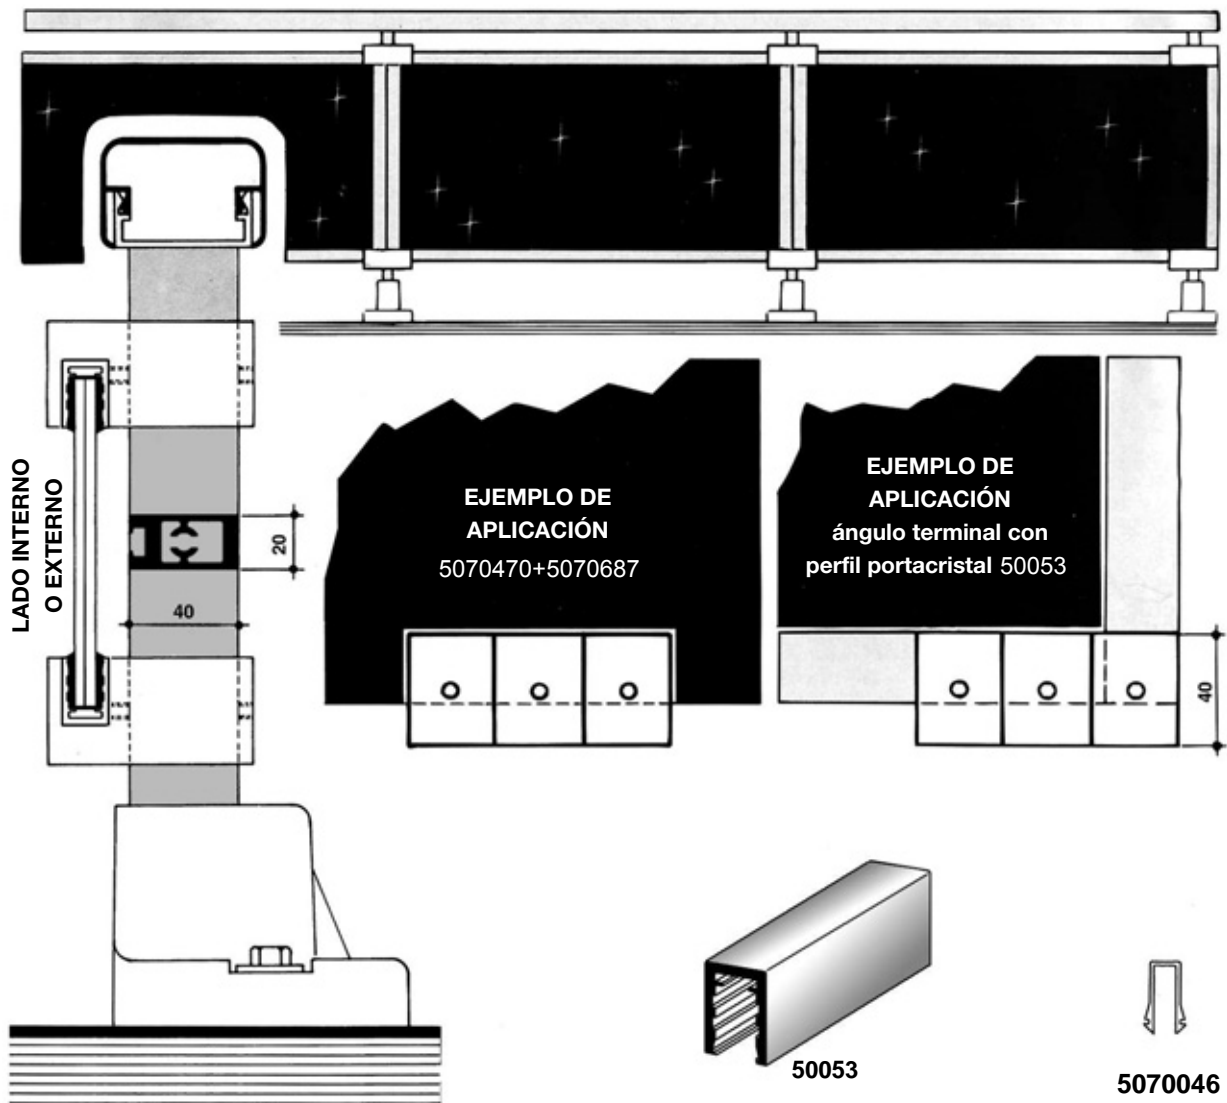 LADO INTERNO
O EXTERNO
20
40
EJEMPLO DE
APLICACIÓN
5070470+5070687
EJEMPLO DE
APLICACIÓN
ángulo terminal con
perfil portacristal 50053
40
50053
5070046